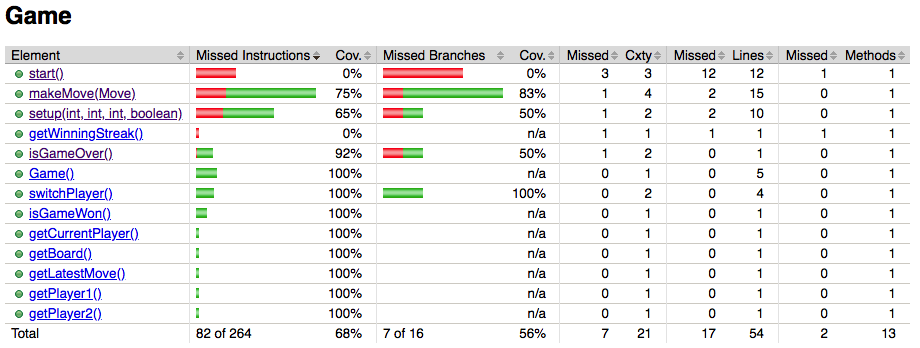 Game
Element Missed Instructions Cov. Missed Branches Cov. Missed Cxty Missed Lines Missed Methods
start() 0% 0% 3 3 12 12 1 1
makeMove(Move) 75% 83% 1 4 2 15 0 1
setup(int, int, int, boolean) 65% 50% 1 2 2 10 0 1
getWinningStreak() 0% n/a 1 1 1 1 1 1
isGameOver() 92% 50% 1 2 0 1 0 1
Game() 100% n/a 0 1 0 5 0 1
switchPlayer() 100% 100% 0 2 0 4 0 1
isGameWon() 100% n/a 0 1 0 1 0 1
getCurrentPlayer() 100% n/a 0 1 0 1 0 1
getBoard() 100% n/a 0 1 0 1 0 1
getLatestMove() 100% n/a 0 1 0 1 0 1
getPlayer1() 100% n/a 0 1 0 1 0 1
getPlayer2() 100% n/a 0 1 0 1 0 1
Total 82 of 264 68% 7 of 16 56% 7 21 17 54 2 13